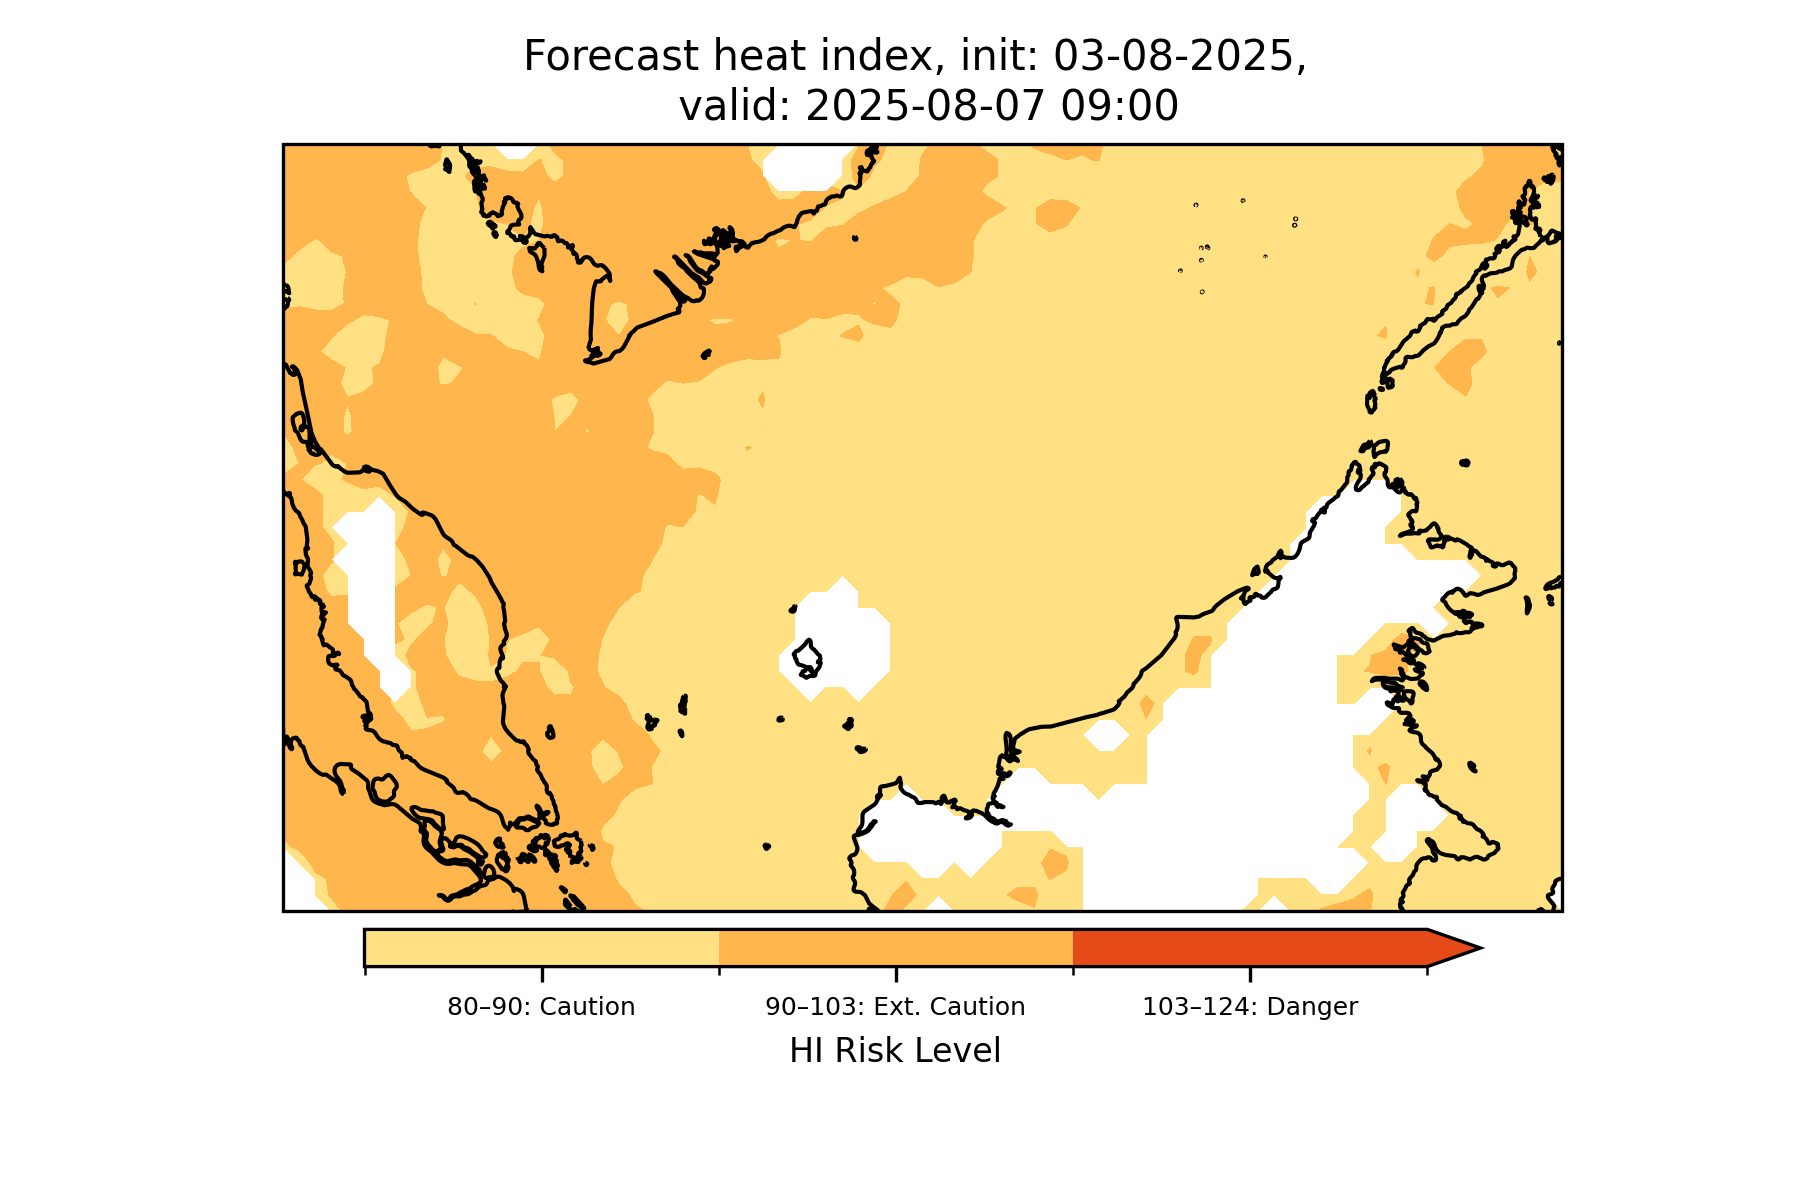 Forecast heat index, init: 03-08-2025,
valid: 2025-08-07 09:00
80–90: Caution
90–103: Ext. Caution
103–124: Danger
HI Risk Level